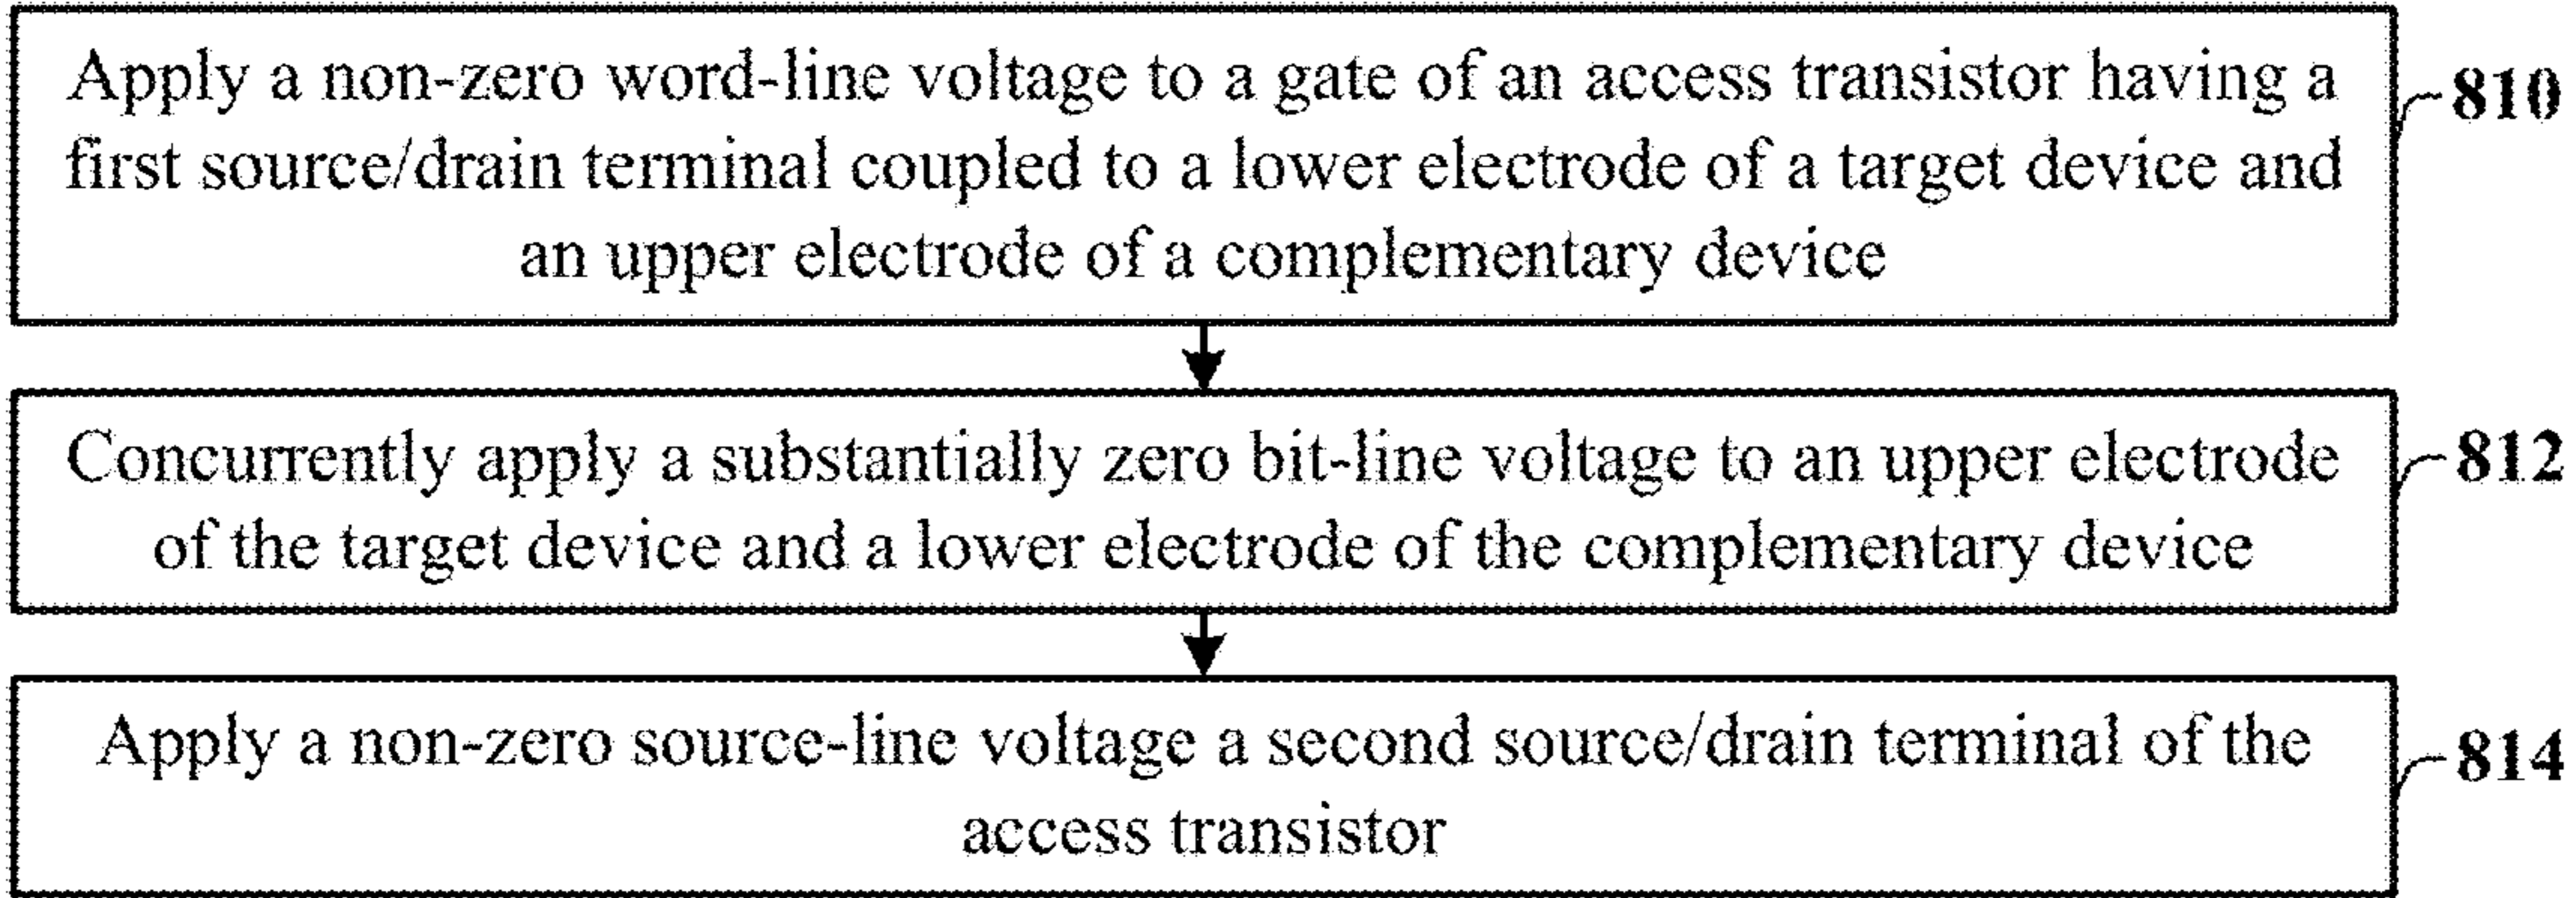 Apply a non-zero word-line voltage to a gate of an access transistor having a
first source/drain terminal coupled to a lower electrode of a target device and
an upper electrode of a complementary device
810
Concurrently apply a substantially zero bit-line voltage to an upper electrode
of the target device and a lower electrode of the complementary device
812
Apply a non-zero source-line voltage a second source/drain terminal of the
access transistor
814